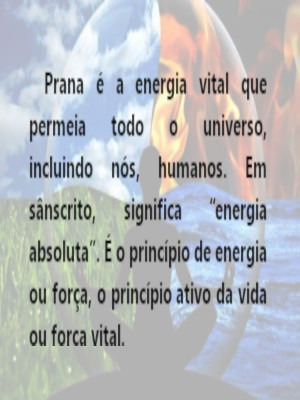 Prana é a energia vital que
permeia todo o universo,
incluindo nós, humanos. Em
sânscrito, significa “energia
absoluta”. É o princípio de energia
ou força, o princípio ativo da vida
ou forca vital.